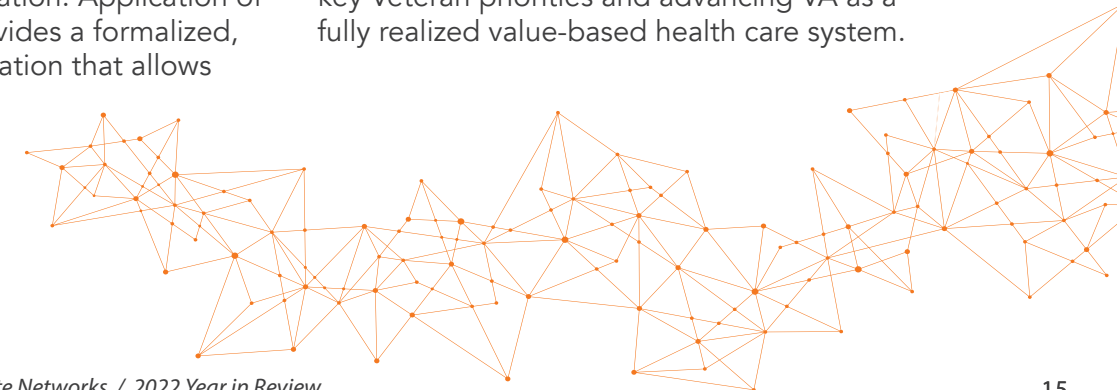 ation. Application of
vides a formalized,
ation that allows
key Veteran priorities and advancing VA as a
fully realized value-based health care system.
te Networks / 2022 Year in Review
15